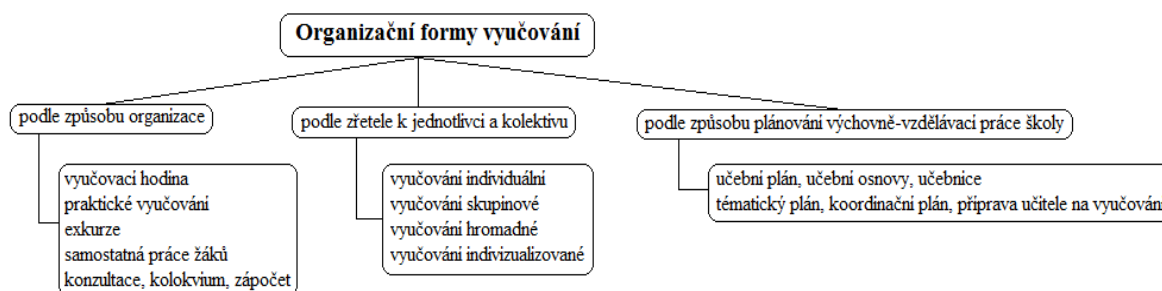 Organizační formy vyučování
podle způsobu organizace
podle zřetele k jednotlivci a kolektivu
podle způsobu plánování výchovně-vzdělávací práce školy
vyučovací hodina
praktické vyučování
exkurze
samostatná práce žáků
konzultace, kolokvium, zápočet
vyučování individuální
vyučování skupinové
vyučování hromadné
vyučování indivizualizované
učební plán, učební osnovy, učebnice
tématický plán, koordinační plán, příprava učitele na vyučování